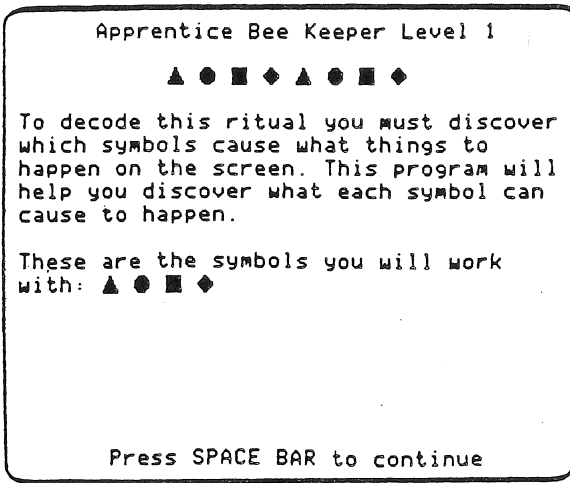 Apprentice Bee Keeper Level 1
▲ ● ■ ◆ ▲ ● ■ ◆
To decode this ritual you must discover
which symbols cause what things to
happen on the screen. This program will
help you discover what each symbol can
cause to happen.
These are the symbols you will work
with: ▲ ● ■ ◆
Press SPACE BAR to continue